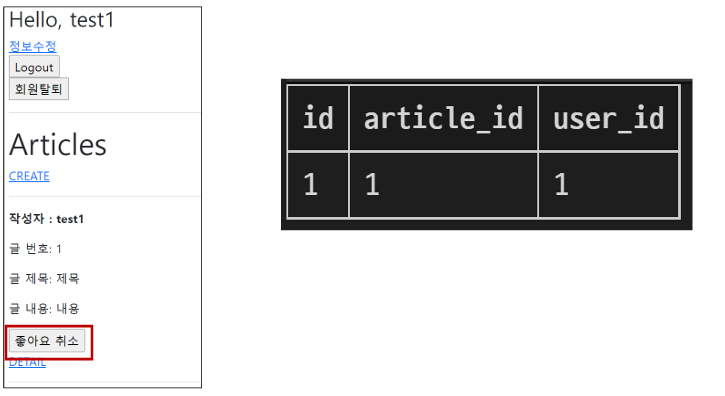 Hello, test1
정보수정
Logout
회원탈퇴
Articles
CREATE
작성자 : test1
글 번호: 1
글 제목: 제목
글 내용: 내용
좋아요 취소
DETAIL
id article_id user_id
1 1 1